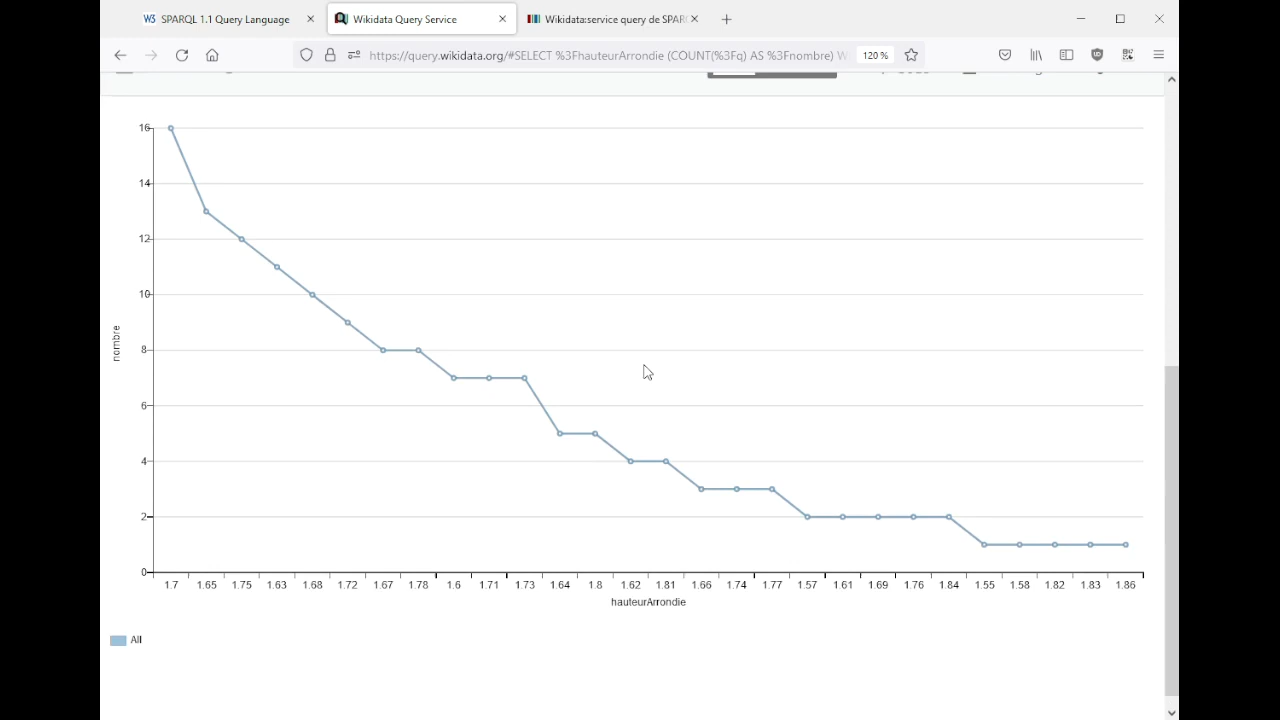 SPARQL 1.1 Query Language
Wikidata Query Service
Wikidata:service query de SPAR
https://query.wikidata.org/#SELECT %3FhauteurArrondie (COUNT(%3Fq) AS %3Fnombre) W
120 %
16
14
12
10
8
6
4
2
0
nombre
1.7 1.65 1.75 1.63 1.68 1.72 1.67 1.78 1.6 1.71 1.73 1.64 1.8 1.62 1.81 1.66 1.74 1.77 1.57 1.61 1.69 1.76 1.84 1.55 1.58 1.82 1.83 1.86
hauteurArrondie
All